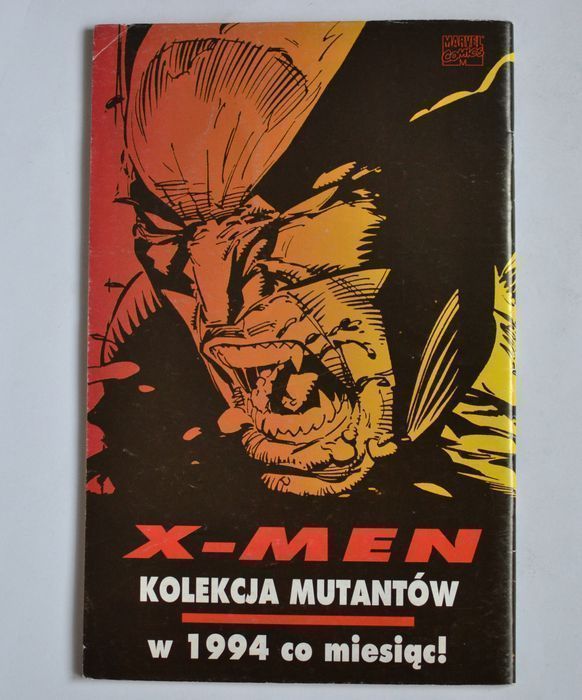 MARVEL
COMICS
M
X-MEN
KOLEKCJA MUTANTÓW
w 1994 co miesiąc!